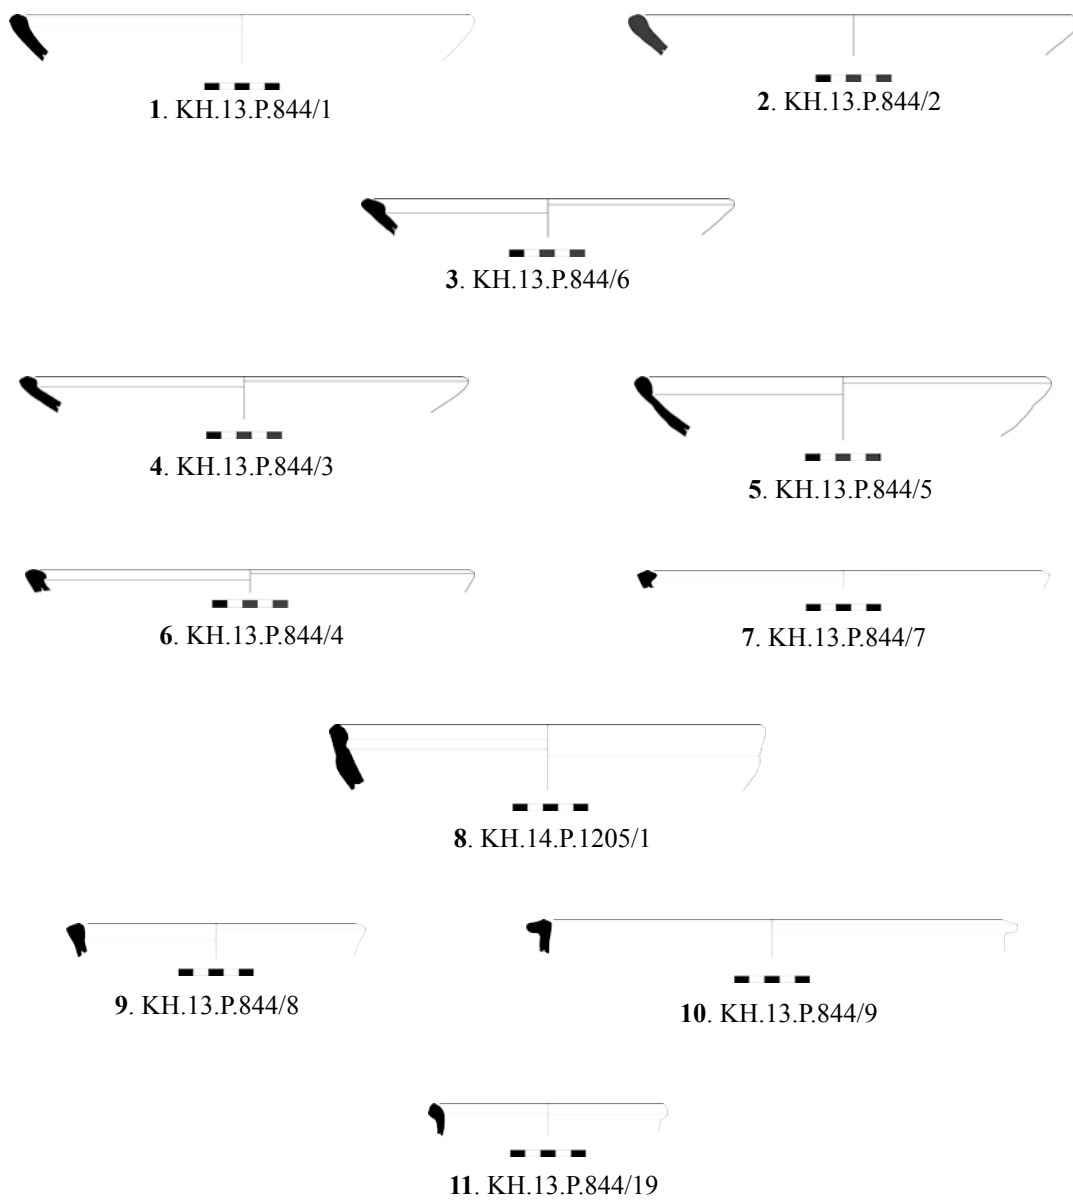 1. KH.13.P.844/1
2. KH.13.P.844/2
3. KH.13.P.844/6
4. KH.13.P.844/3
5. KH.13.P.844/5
6. KH.13.P.844/4
7. KH.13.P.844/7
8. KH.14.P.1205/1
9. KH.13.P.844/8
10. KH.13.P.844/9
11. KH.13.P.844/19